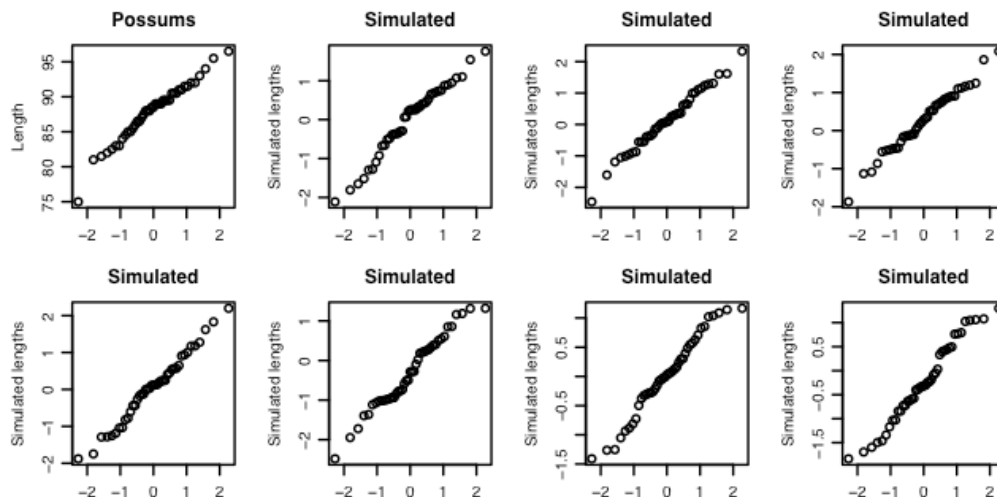 Possums
Length
75 80 85 90 95
−2 −1 0 1 2
Simulated
Simulated lengths
−2 −1 0 1
−2 −1 0 1 2
Simulated
Simulated lengths
−2 −1 0 1 2
−2 −1 0 1 2
Simulated
Simulated lengths
−2 −1 0 1 2
−2 −1 0 1 2
Simulated
Simulated lengths
−2 −1 0 1 2
−2 −1 0 1 2
Simulated
Simulated lengths
−2 −1 0 1
−2 −1 0 1 2
Simulated
Simulated lengths
−1.5 −0.5 0.5
−2 −1 0 1 2
Simulated
Simulated lengths
−1.5 −0.5 0.5
−2 −1 0 1 2